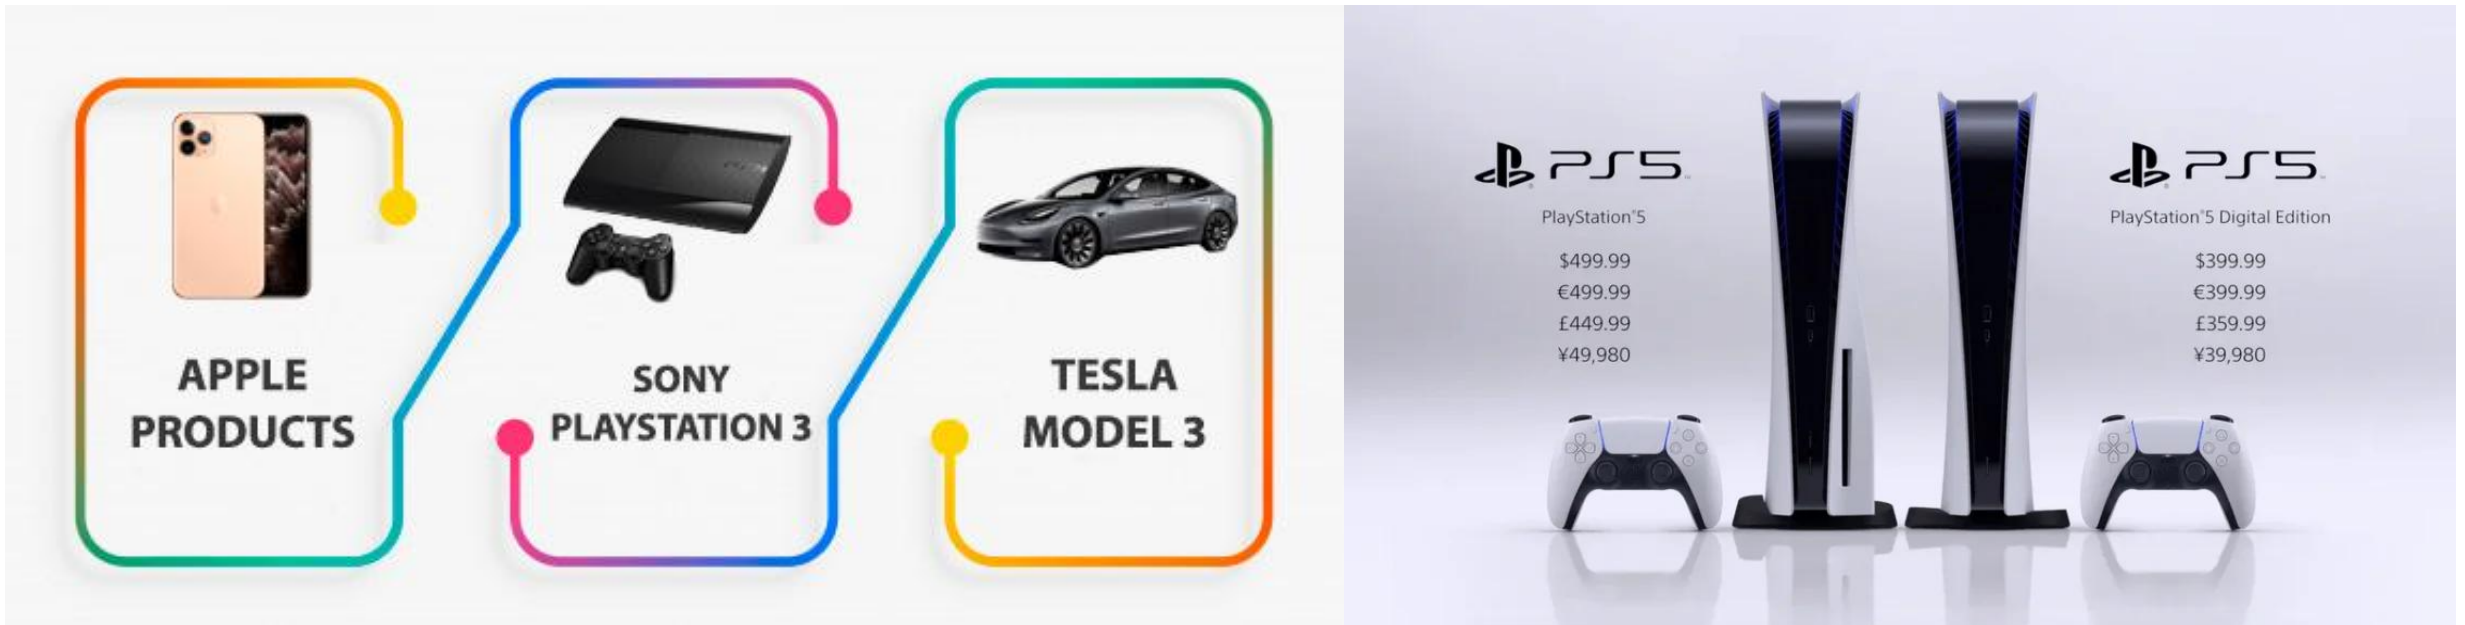 APPLE
PRODUCTS
SONY
PLAYSTATION 3
TESLA
MODEL 3
PS5
PlayStation®5
$499.99
€499.99
£449.99
¥49,980
PS5
PlayStation®5 Digital Edition
$399.99
€399.99
£359.99
¥39,980